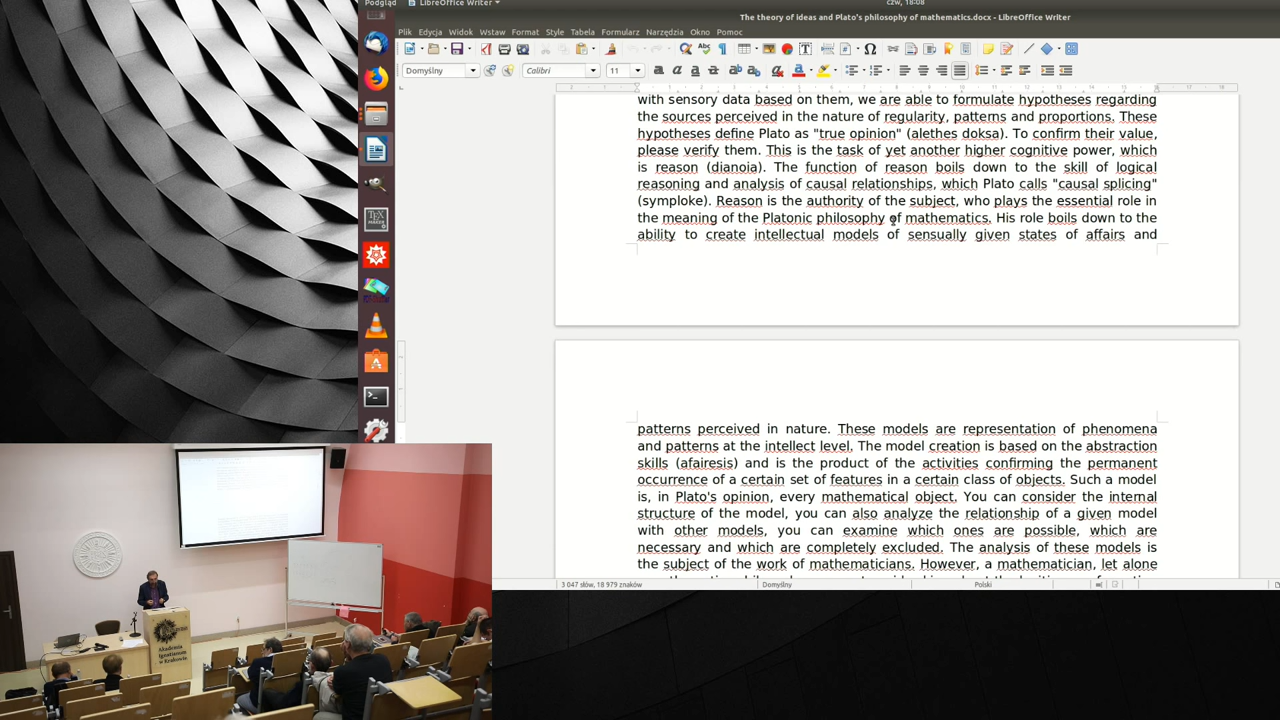 Podgląd LibreOffice Writer czw, 18:08
The theory of ideas and Plato's philosophy of mathematics.docx - LibreOffice Writer
Plik Edycja Widok Wstaw Format Style Tabela Formularz Narzędzia Okno Pomoc
Domyślny Calibri 11
with sensory data based on them, we are able to formulate hypotheses regarding
the sources perceived in the nature of regularity, patterns and proportions. These
hypotheses define Plato as "true opinion" (alethes doksa). To confirm their value,
please verify them. This is the task of yet another higher cognitive power, which
is reason (dianoia). The function of reason boils down to the skill of logical
reasoning and analysis of causal relationships, which Plato calls "causal splicing"
(symploke). Reason is the authority of the subject, who plays the essential role in
the meaning of the Platonic philosophy of mathematics. His role boils down to the
ability to create intellectual models of sensually given states of affairs and
patterns perceived in nature. These models are representation of phenomena
and patterns at the intellect level. The model creation is based on the abstraction
skills (afairesis) and is the product of the activities confirming the permanent
occurrence of a certain set of features in a certain class of objects. Such a model
is, in Plato's opinion, every mathematical object. You can consider the internal
structure of the model, you can also analyze the relationship of a given model
with other models, you can examine which ones are possible, which are
necessary and which are completely excluded. The analysis of these models is
the subject of the work of mathematicians. However, a mathematician, let alone
3 047 słów, 18 979 znaków Domyślny Polski
Akademia
Ignatianum
w Krakowie